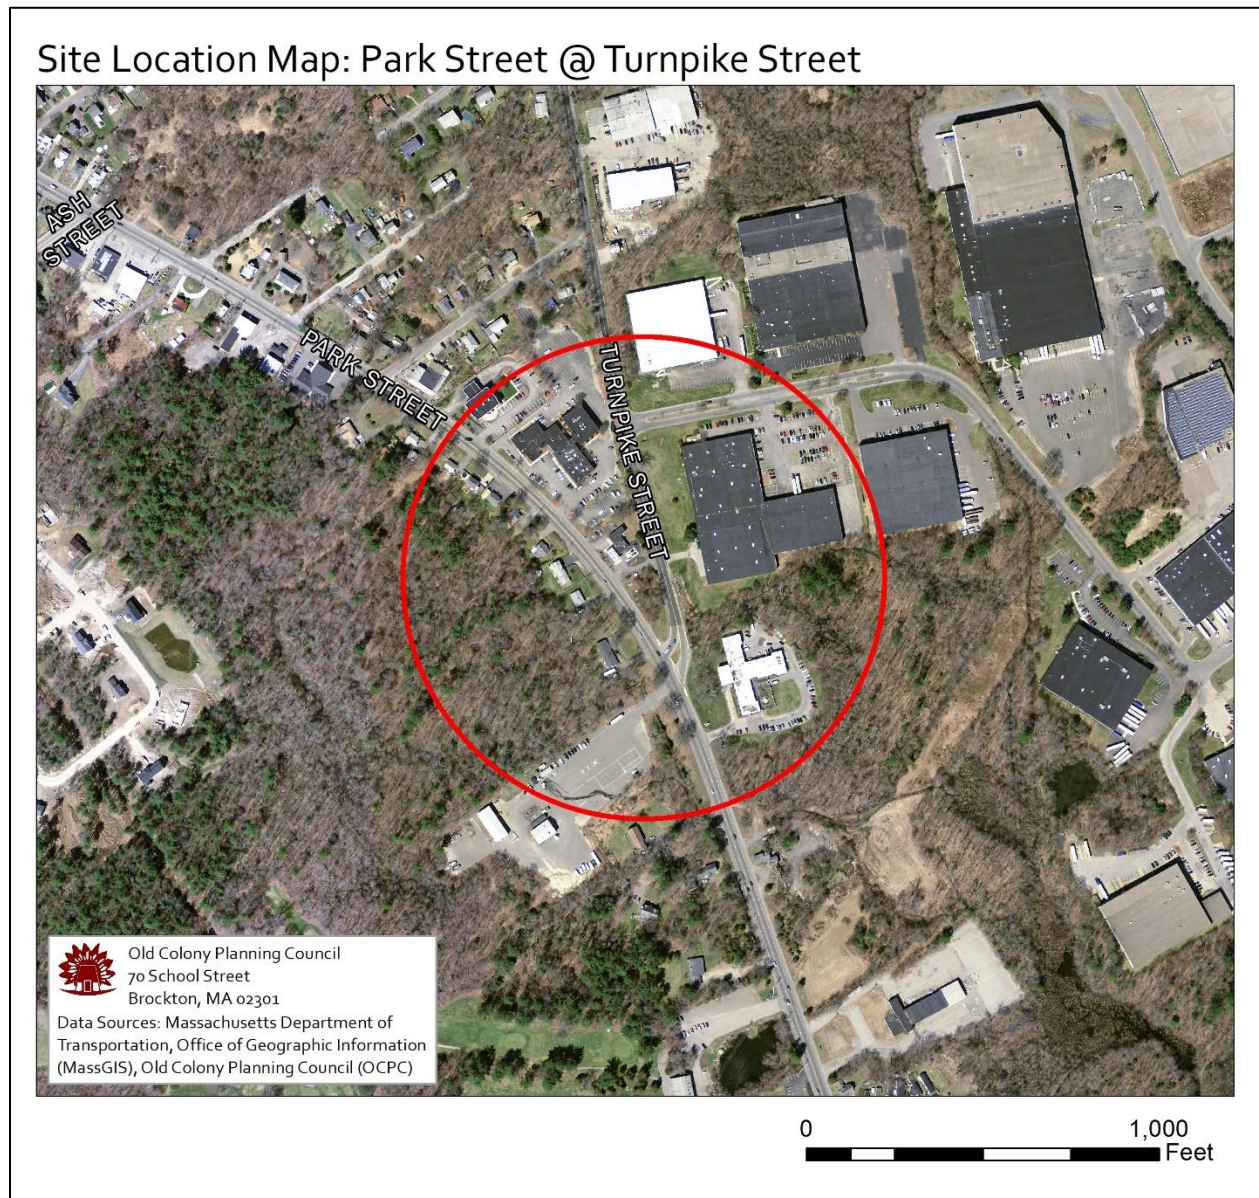 Site Location Map: Park Street @ Turnpike Street
ASH
STREET
PARK STREET
TURNPIKE STREET
Old Colony Planning Council
70 School Street
Brockton, MA 02301
Data Sources: Massachusetts Department of
Transportation, Office of Geographic Information
(MassGIS), Old Colony Planning Council (OCPC)
0 1,000
Feet